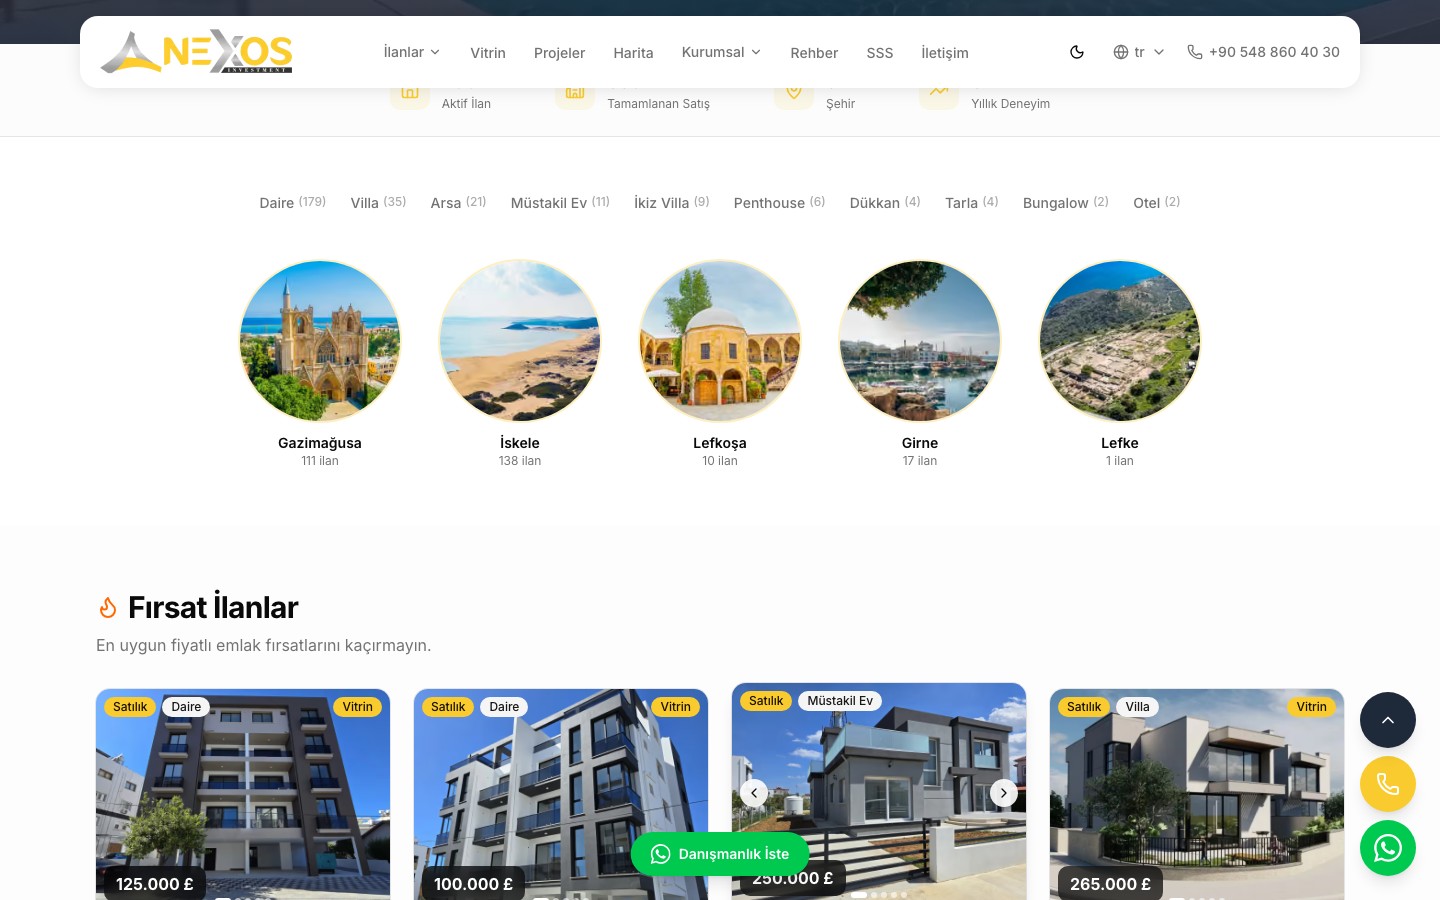 NEXOS
INVESTMENT
İlanlar
Vitrin
Projeler
Harita
Kurumsal
Rehber
SSS
İletişim
tr
+90 548 860 40 30
Aktif İlan
Tamamlanan Satış
Şehir
Yıllık Deneyim
Daire (179)
Villa (35)
Arsa (21)
Müstakil Ev (11)
İkiz Villa (9)
Penthouse (6)
Dükkan (4)
Tarla (4)
Bungalow (2)
Otel (2)
Gazimağusa
111 ilan
İskele
138 ilan
Lefkoşa
10 ilan
Girne
17 ilan
Lefke
1 ilan
Fırsat İlanlar
En uygun fiyatlı emlak fırsatlarını kaçırmayın.
Satılık
Daire
Vitrin
125.000 £
Satılık
Daire
Vitrin
100.000 £
Satılık
Müstakil Ev
250.000 £
Satılık
Villa
Vitrin
265.000 £
Danışmanlık İste